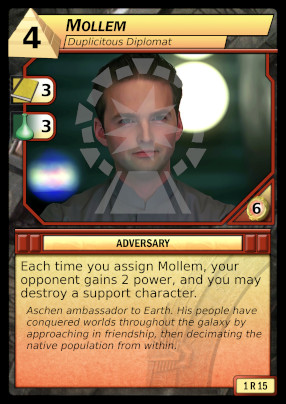 4
MOLLEM
Duplicitous Diplomat
3
3
6
ADVERSARY
Each time you assign Mollem, your
opponent gains 2 power, and you may
destroy a support character.
Aschen ambassador to Earth. His people have
conquered worlds throughout the galaxy by
approaching in friendship, then decimating the
native population from within.
1 R 15